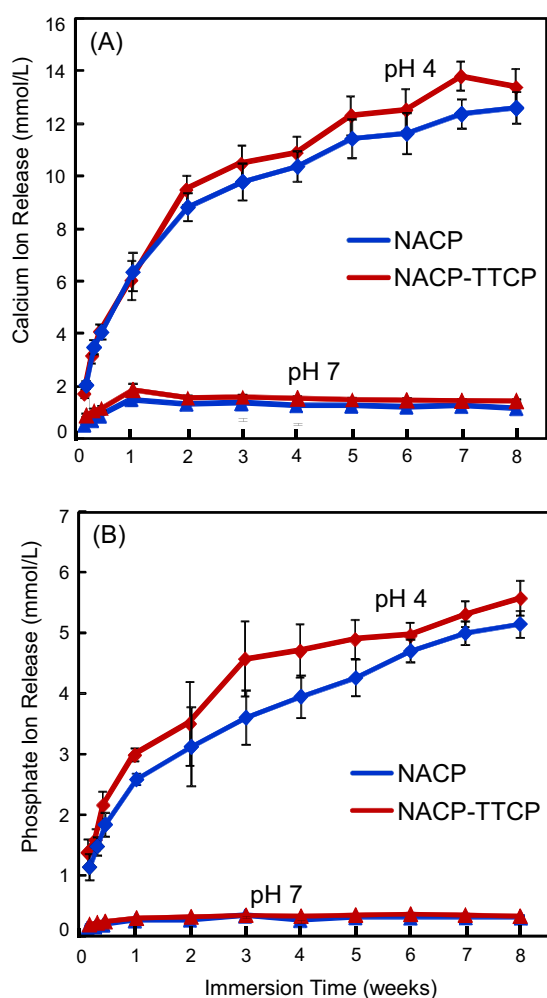 (A)
Calcium Ion Release (mmol/L)
16
14
12
10
8
6
4
2
0
pH 4
NACP
NACP-TTCP
pH 7
0 1 2 3 4 5 6 7 8
(B)
Phosphate Ion Release (mmol/L)
7
6
5
4
3
2
1
0
pH 4
NACP
NACP-TTCP
pH 7
0 1 2 3 4 5 6 7 8
Immersion Time (weeks)